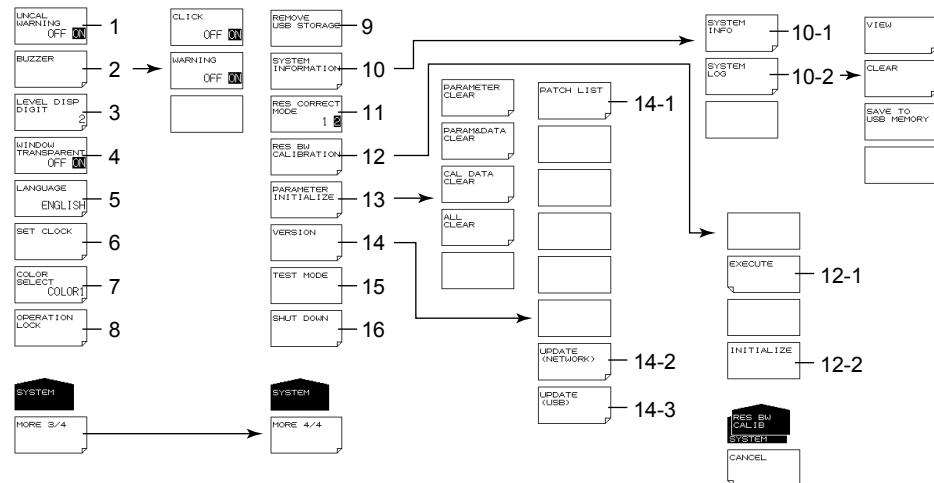 UNCAL
WARNING
OFF ON
1
BUZZER
2
LEVEL DISP
DIGIT
2
3
WINDOW
TRANSPARENT
OFF ON
4
LANGUAGE
ENGLISH
5
SET CLOCK
6
COLOR
SELECT
COLOR1
7
OPERATION
LOCK
8
SYSTEM
MORE 3/4
CLICK
OFF ON
WARNING
OFF ON
REMOVE
USB STORAGE
9
SYSTEM
INFORMATION
10
RES CORRECT
MODE
1 2
11
RES BW
CALIBRATION
12
PARAMETER
INITIALIZE
13
VERSION
14
TEST MODE
15
SHUT DOWN
16
SYSTEM
MORE 4/4
PARAMETER
CLEAR
PARAM&DATA
CLEAR
CAL DATA
CLEAR
ALL
CLEAR
PATCH LIST
14-1
UPDATE
(NETWORK)
14-2
UPDATE
(USB)
14-3
SYSTEM
INFO
10-1
SYSTEM
LOG
10-2
VIEW
CLEAR
SAVE TO
USB MEMORY
EXECUTE
12-1
INITIALIZE
12-2
RES BW
CALIB
SYSTEM
CANCEL